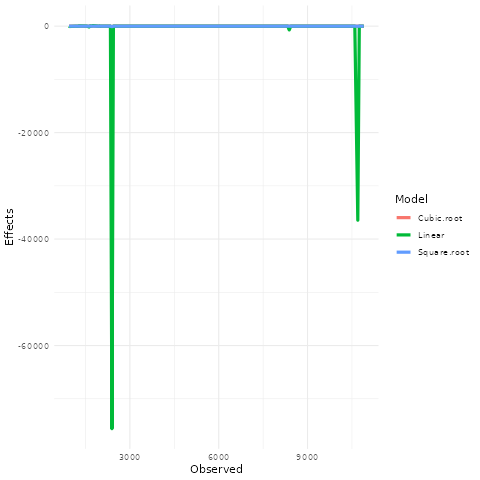 0
-20000
-40000
-60000
Effects
3000
6000
9000
Observed
Model
Cubic.root
Linear
Square.root